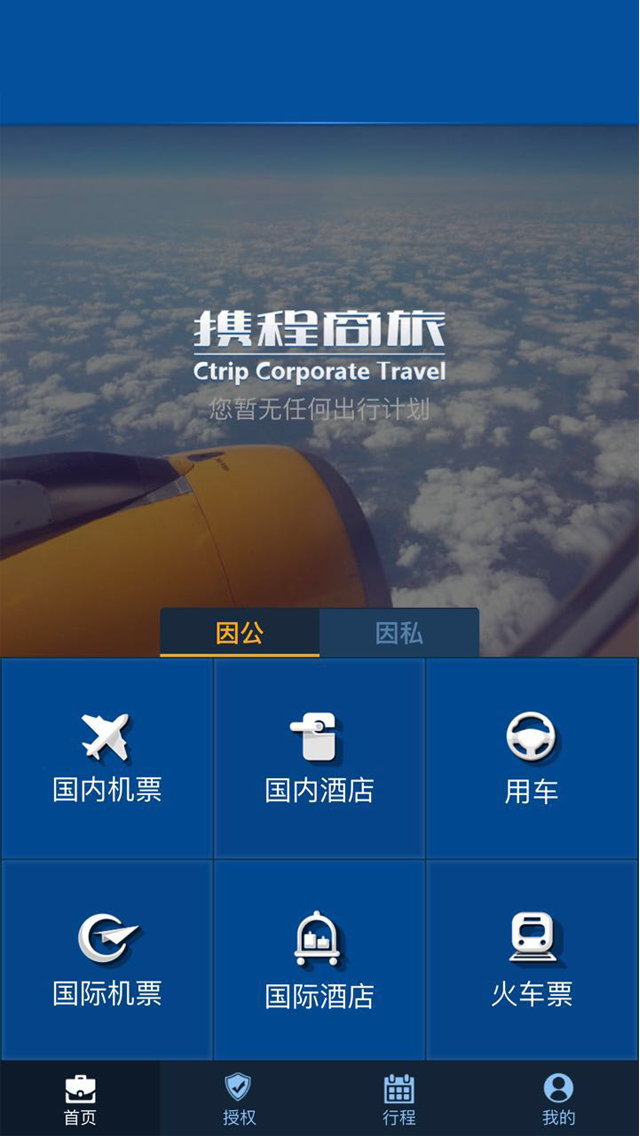 携程商旅
Ctrip Corporate Travel
您暂无任何出行计划
因公
因私
国内机票
国内酒店
用车
国际机票
国际酒店
火车票
首页
授权
行程
我的